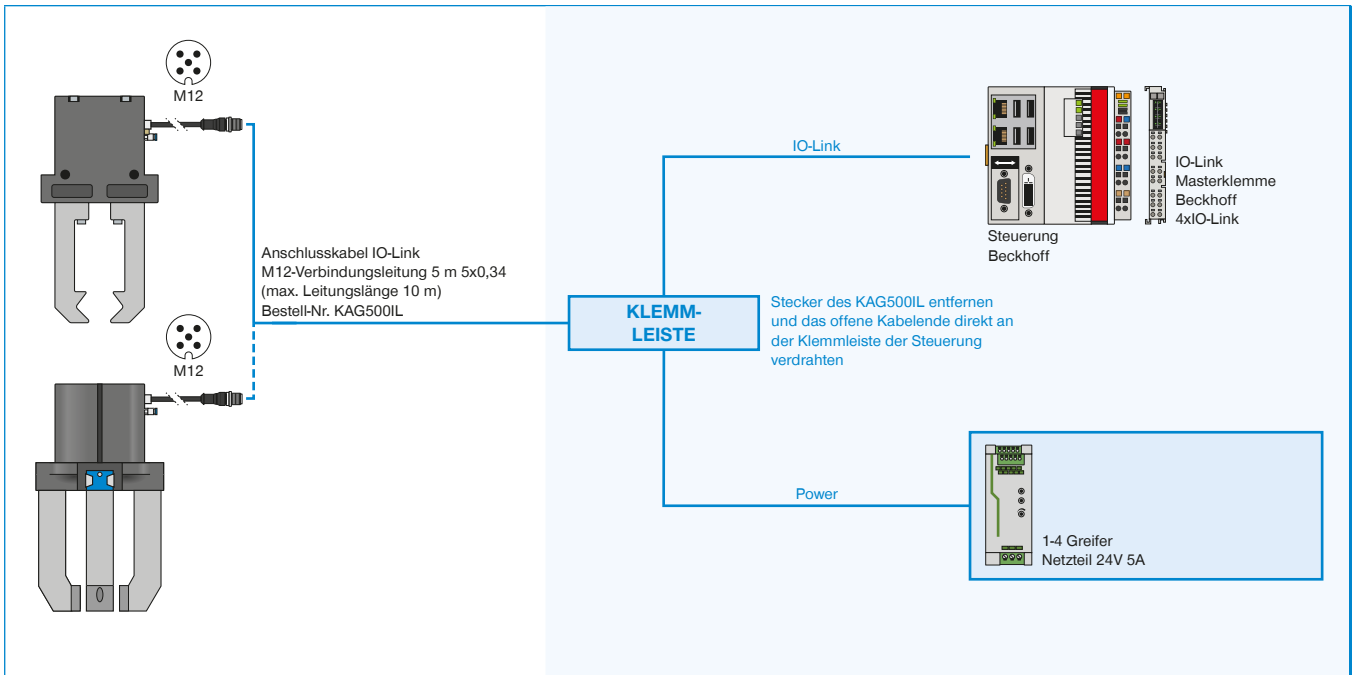 M12
Anschlusskabel IO-Link
M12-Verbindungsleitung 5 m 5x0,34
(max. Leitungslänge 10 m)
Bestell-Nr. KAG500IL
M12
KLEMM-
LEISTE
Stecker des KAG500IL entfernen
und das offene Kabelende direkt an
der Klemmleiste der Steuerung
verdrahten
IO-Link
Steuerung
Beckhoff
IO-Link
Masterklemme
Beckhoff
4xIO-Link
Power
1-4 Greifer
Netzteil 24V 5A